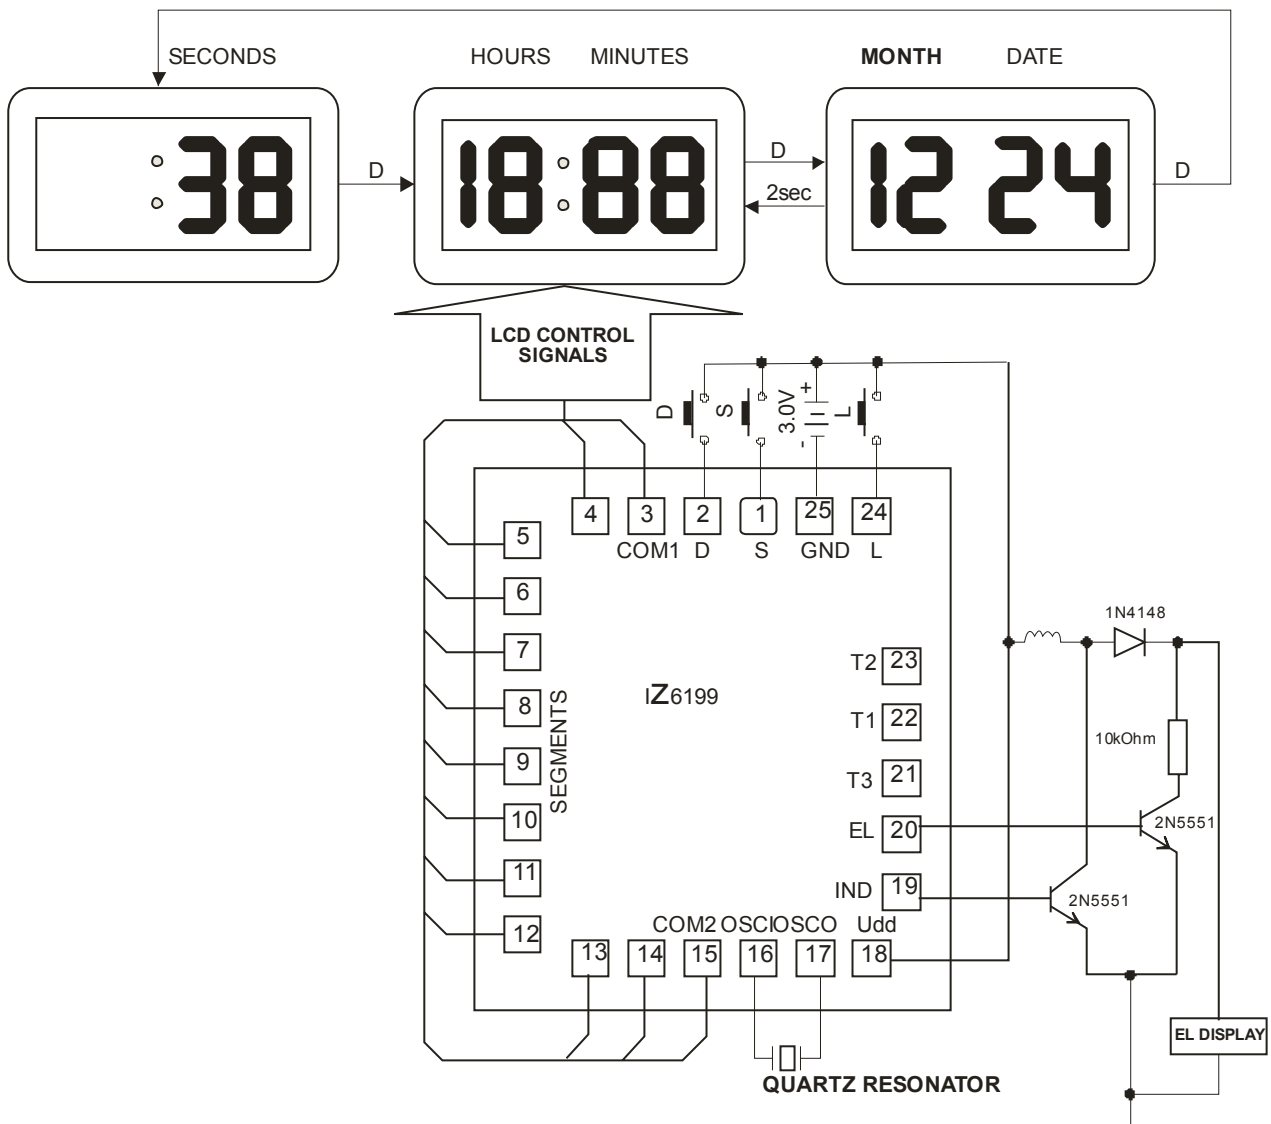 SECONDS
HOURS MINUTES
MONTH DATE
:38
18:88
12 24
D
D
2sec
D
LCD CONTROL
SIGNALS
D
S
3.0V
+
-
L
4
3
2
1
25
24
COM1 D S GND L
5
6
7
8
9
10
11
12
SEGMENTS
IZ6199
T2 23
T1 22
T3 21
EL 20
IND 19
1N4148
10kOhm
2N5551
2N5551
COM2 OSCIOSCO Udd
13
14
15
16
17
18
EL DISPLAY
QUARTZ RESONATOR